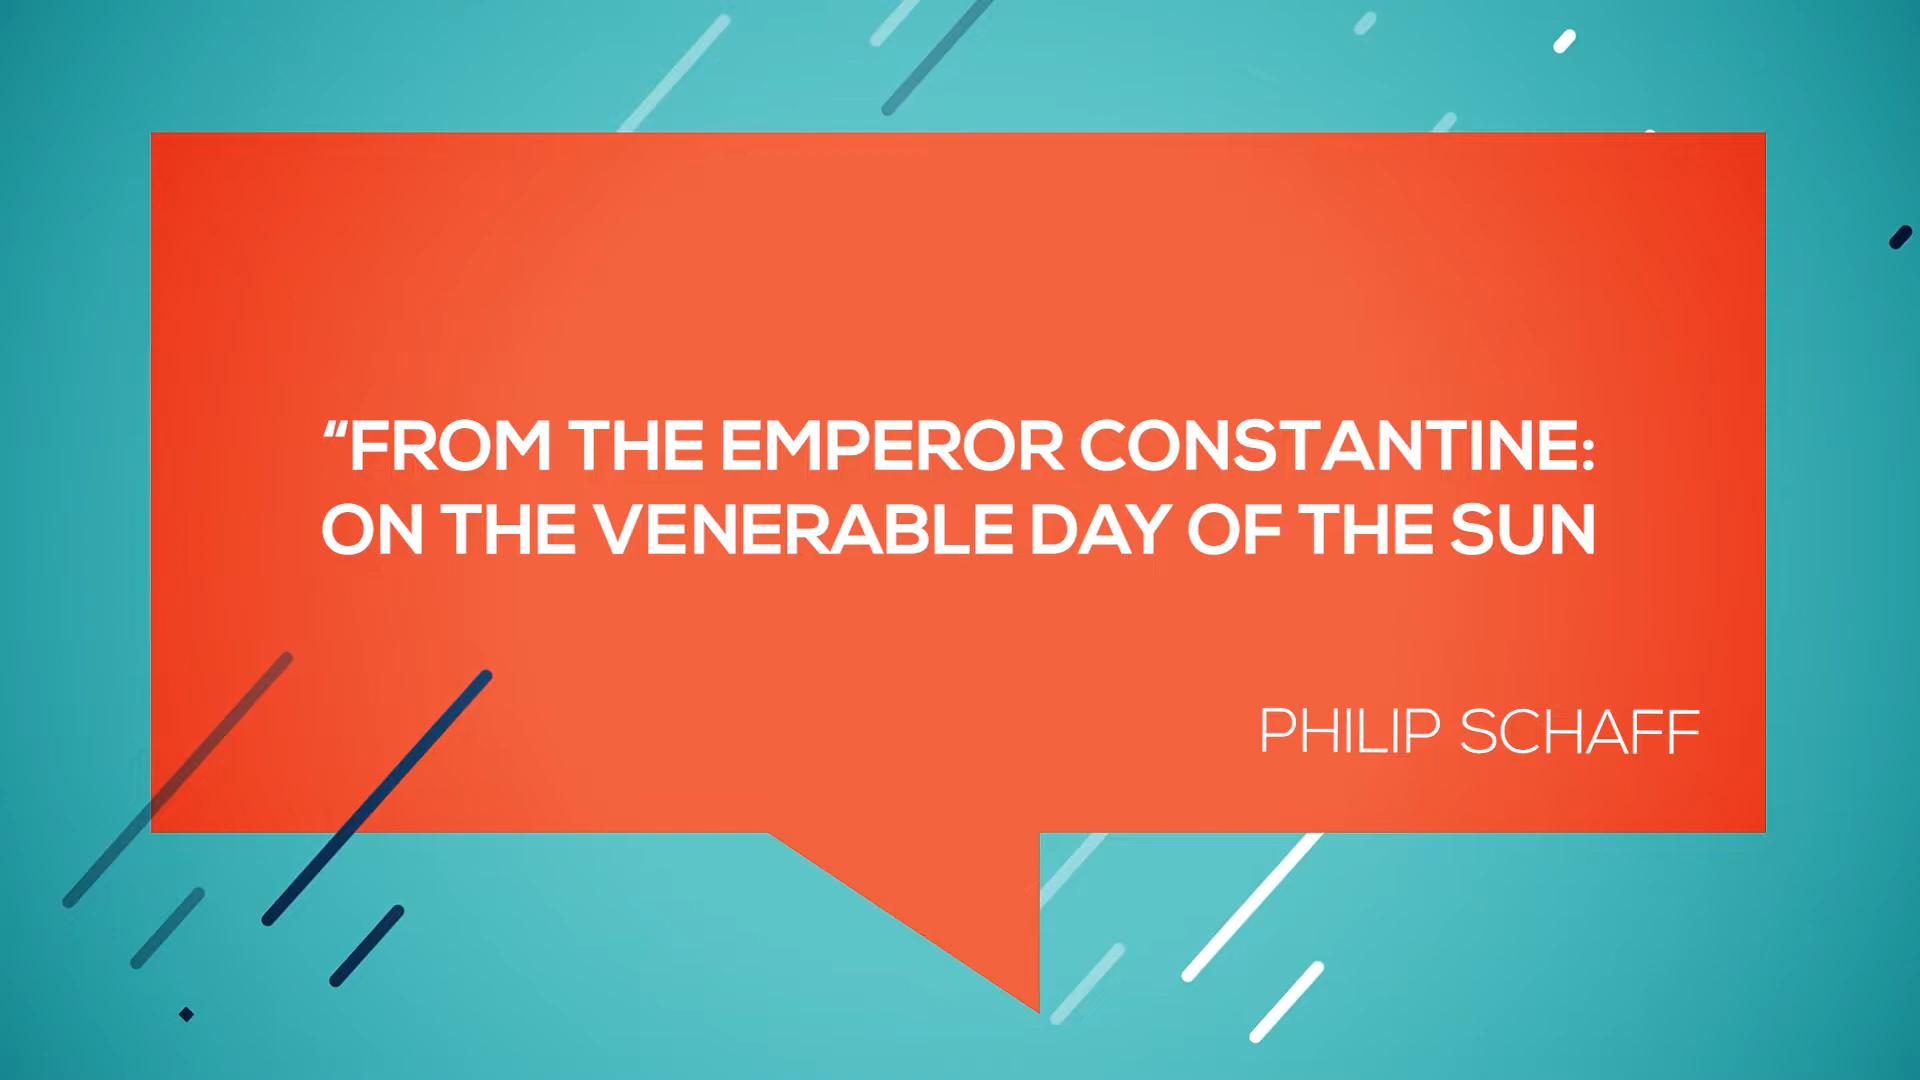 “FROM THE EMPEROR CONSTANTINE:
ON THE VENERABLE DAY OF THE SUN
PHILIP SCHAFF